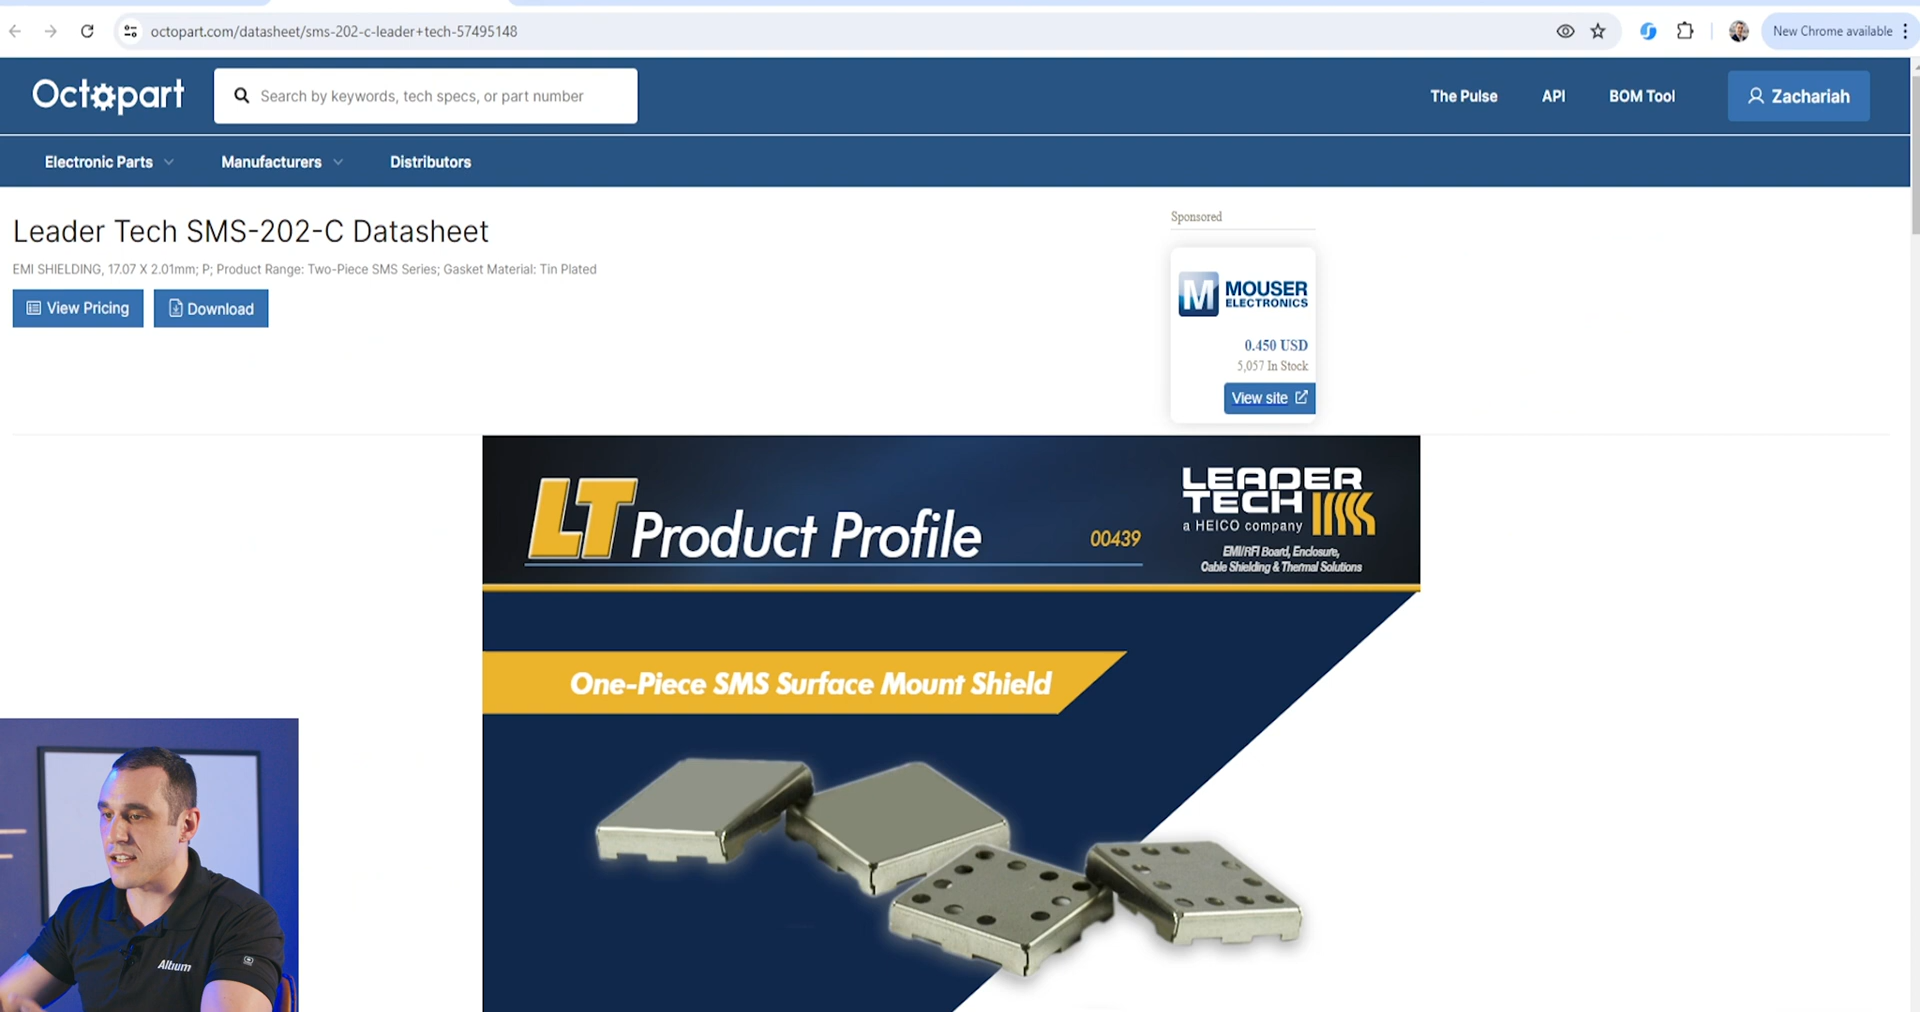 octopart.com/datasheet/sms-202-c-leader+tech-57495148
New Chrome available
Octopart
Search by keywords, tech specs, or part number
The Pulse
API
BOM Tool
Zachariah
Electronic Parts
Manufacturers
Distributors
Leader Tech SMS-202-C Datasheet
EMI SHIELDING, 17.07 X 2.01mm; P; Product Range: Two-Piece SMS Series; Gasket Material: Tin Plated
View Pricing
Download
Sponsored
M MOUSER
ELECTRONICS
0.450 USD
5,057 In Stock
View site
LT Product Profile
00439
LEADER
TECH
a HEICO company
EMI/RFI Board, Enclosure,
Cable Shielding & Thermal Solutions
One-Piece SMS Surface Mount Shield
Altium